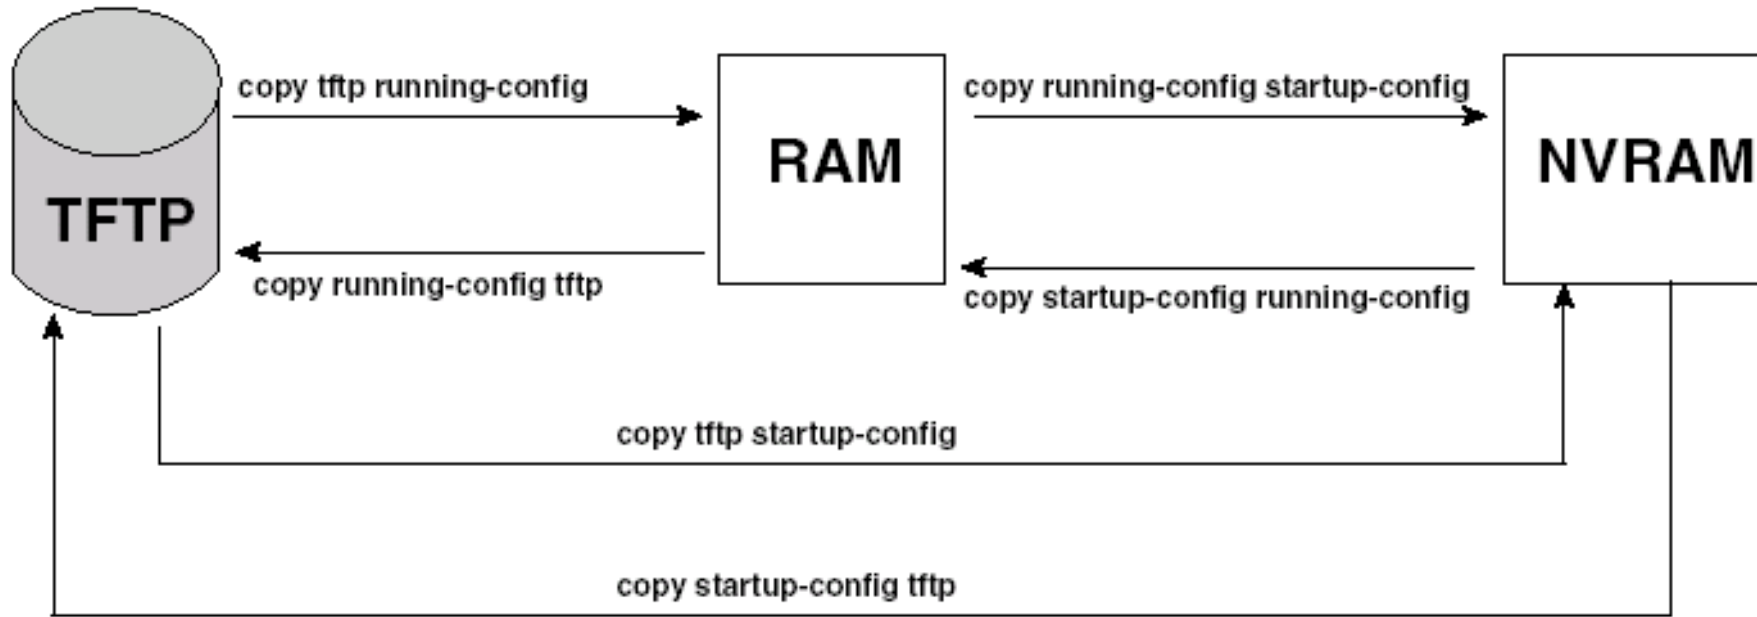 copy tftp running-config
copy running-config startup-config
TFTP
RAM
NVRAM
copy running-config tftp
copy startup-config running-config
copy tftp startup-config
copy startup-config tftp